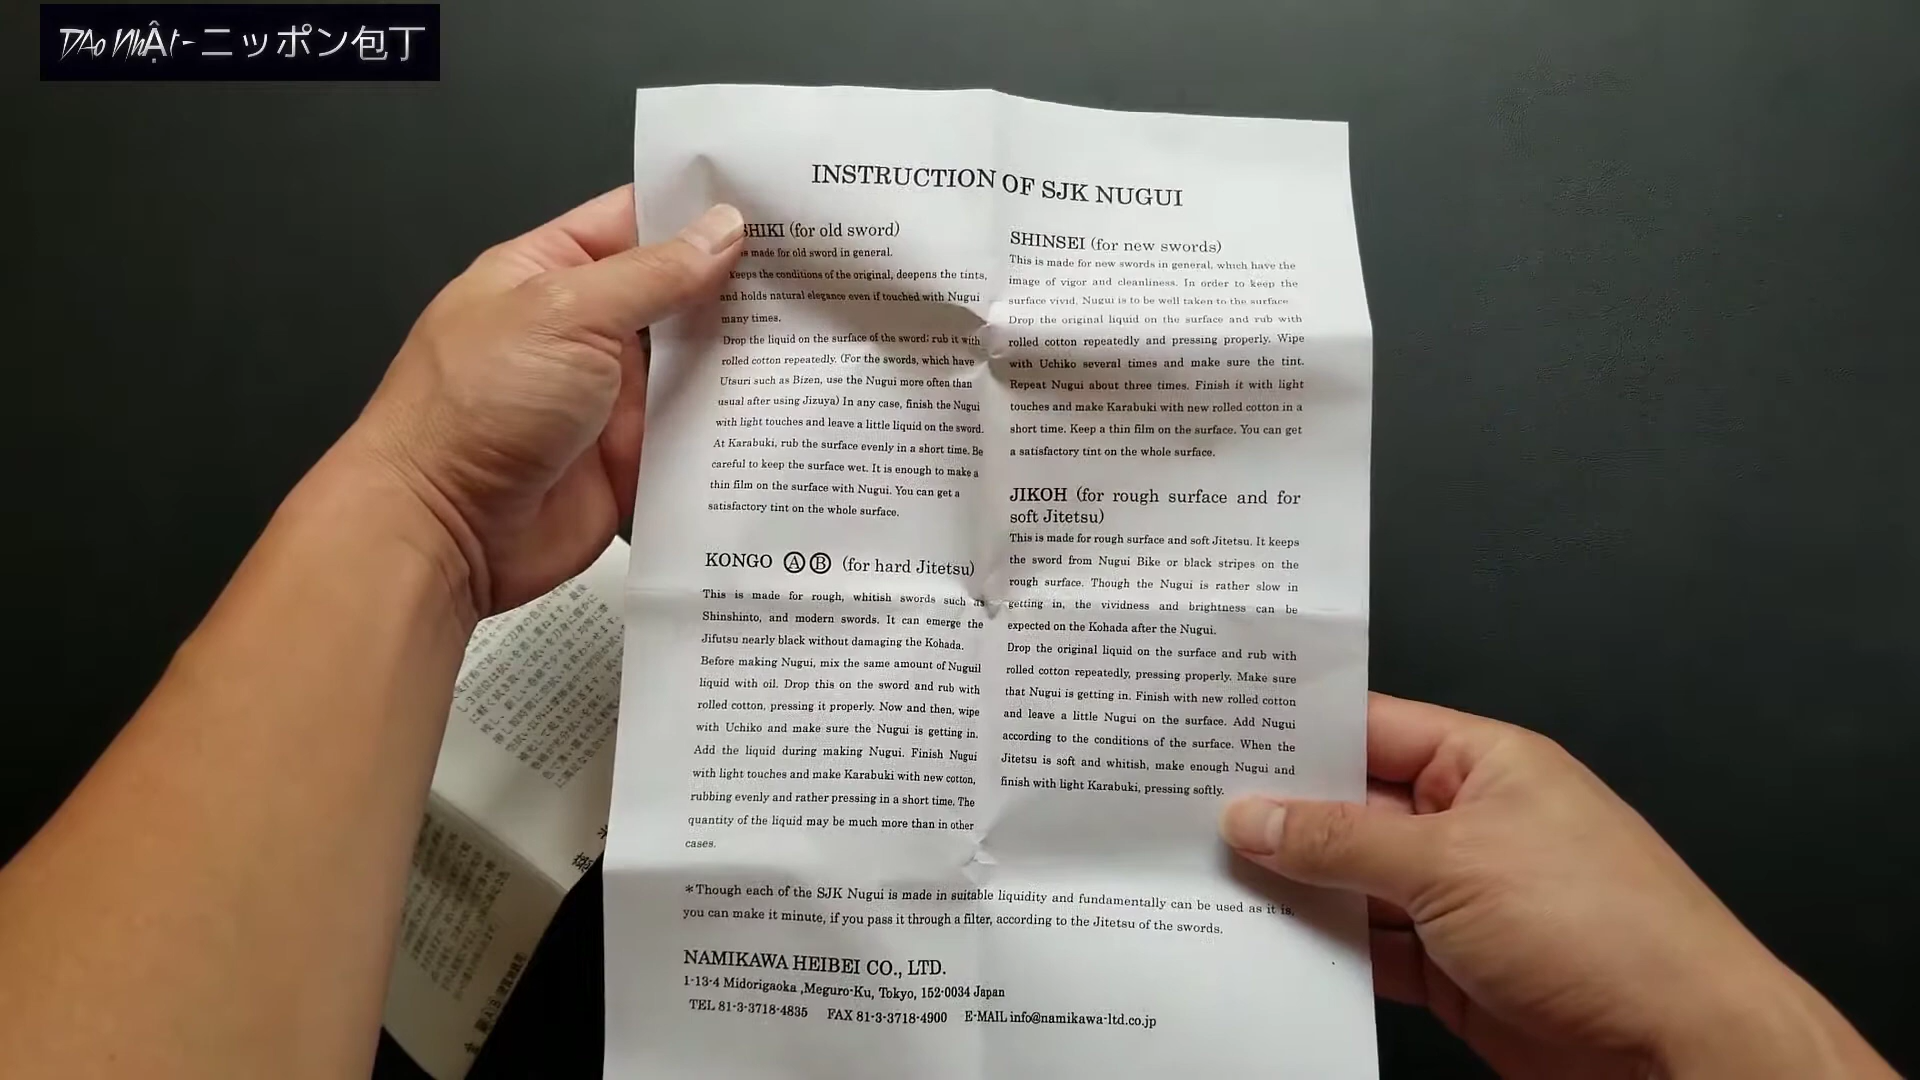 DAo NhẬt-ニッポン包丁
INSTRUCTION OF SJK NUGUI
SHIKI (for old sword)
is made for old sword in general.
Keeps the conditions of the original, deepens the tints,
and holds natural elegance even if touched with Nugui
many times.
Drop the liquid on the surface of the sword; rub it with
rolled cotton repeatedly. (For the swords, which have
Utsuri such as Bizen, use the Nugui more often than
usual after using Jizuya) In any case, finish the Nugui
with light touches and leave a little liquid on the sword.
At Karabuki, rub the surface evenly in a short time. Be
careful to keep the surface wet. It is enough to make a
thin film on the surface with Nugui. You can get a
satisfactory tint on the whole surface.
KONGO Ⓐ Ⓑ (for hard Jitetsu)
This is made for rough, whitish swords such as
Shinshinto, and modern swords. It can emerge the
Jifutsu nearly black without damaging the Kohada.
Before making Nugui, mix the same amount of Nuguil
liquid with oil. Drop this on the sword and rub with
rolled cotton, pressing it properly. Now and then, wipe
with Uchiko and make sure the Nugui is getting in.
Add the liquid during making Nugui. Finish Nugui
with light touches and make Karabuki with new cotton,
rubbing evenly and rather pressing in a short time. The
quantity of the liquid may be much more than in other
cases.
SHINSEI (for new swords)
This is made for new swords in general, which have the
image of vigor and cleanliness. In order to keep the
surface vivid, Nugui is to be well taken to the surface.
Drop the original liquid on the surface and rub with
rolled cotton repeatedly and pressing properly. Wipe
with Uchiko several times and make sure the tint.
Repeat Nugui about three times. Finish it with light
touches and make Karabuki with new rolled cotton in a
short time. Keep a thin film on the surface. You can get
a satisfactory tint on the whole surface.
JIKOH (for rough surface and for
soft Jitetsu)
This is made for rough surface and soft Jitetsu. It keeps
the sword from Nugui Bike or black stripes on the
rough surface. Though the Nugui is rather slow in
getting in, the vividness and brightness can be
expected on the Kohada after the Nugui.
Drop the original liquid on the surface and rub with
rolled cotton repeatedly, pressing properly. Make sure
that Nugui is getting in. Finish with new rolled cotton
and leave a little Nugui on the surface. Add Nugui
according to the conditions of the surface. When the
Jitetsu is soft and whitish, make enough Nugui and
finish with light Karabuki, pressing softly.
*Though each of the SJK Nugui is made in suitable liquidity and fundamentally can be used as it is,
you can make it minute, if you pass it through a filter, according to the Jitetsu of the swords.
NAMIKAWA HEIBEI CO., LTD.
1-13-4 Midorigaoka ,Meguro-Ku, Tokyo, 152-0034 Japan
TEL 81-3-3718-4835 FAX 81-3-3718-4900 E-MAIL info@namikawa-ltd.co.jp